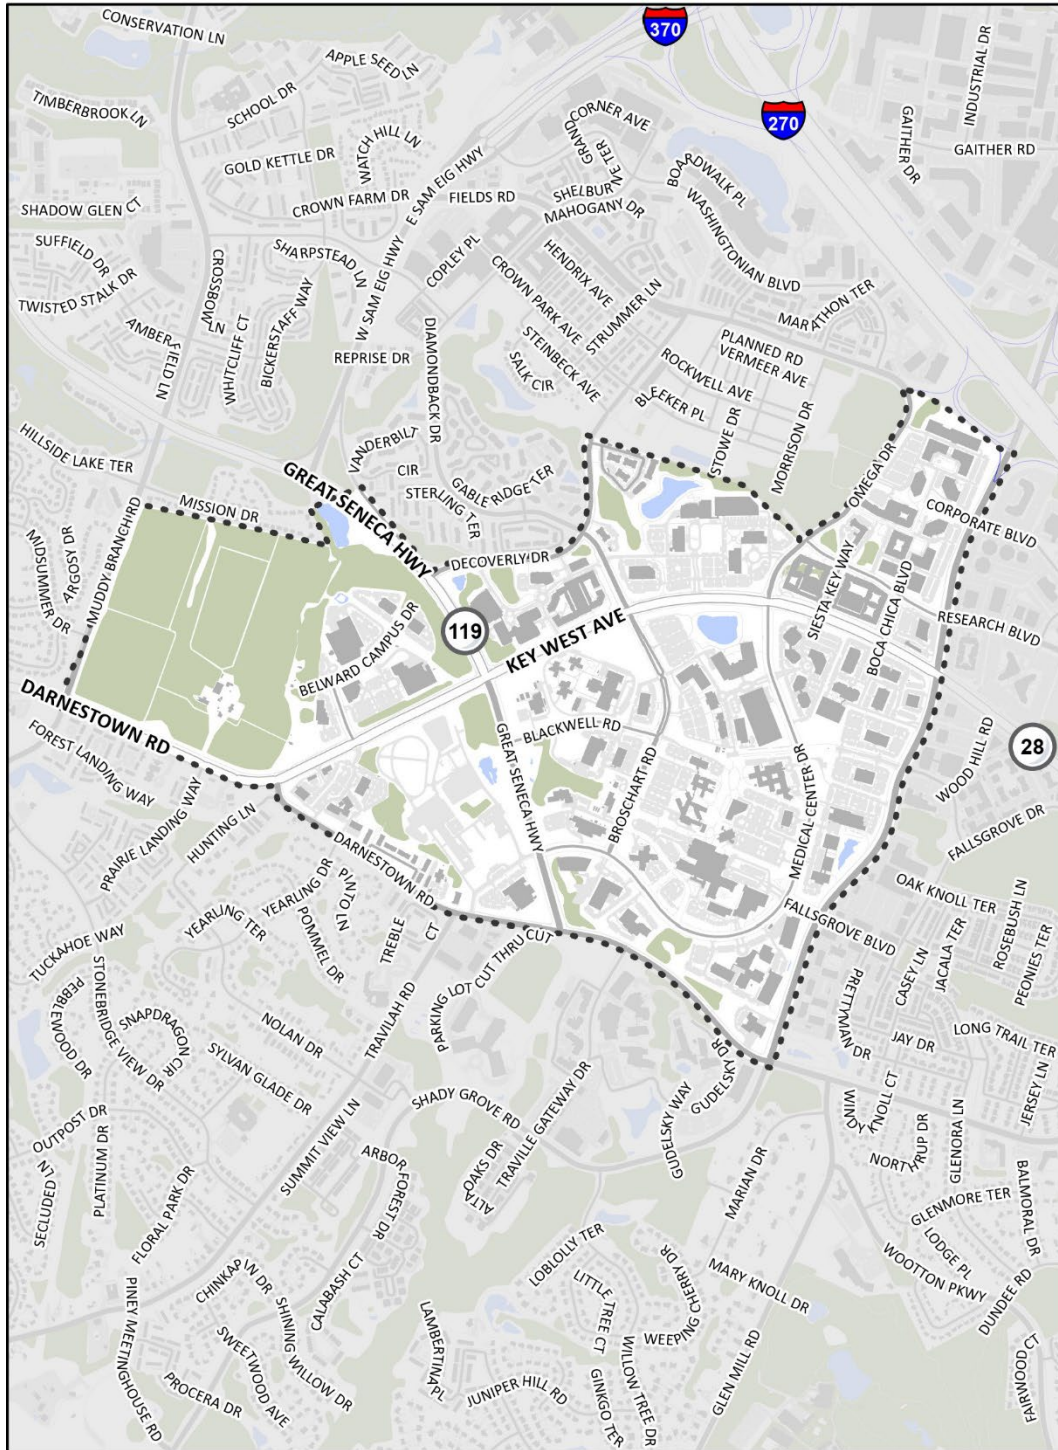 370
CONSERVATION LN
APPLE SEED LN
INDUSTRIAL DR
TIMBERBROOK LN
SCHOOL DR
CORNER AVE
270
GAITHER DR
WATCH HILL LN
GRAND
GAITHER RD
GOLD KETTLE DR
VE TER
BOARDWALK PL
CROWN FARM DR
FIELDS RD
SHELBUR
E SAM EIG HWY
MAHOGANY DR
WASHINGTONIAN BLVD
SHADOW GLEN CT
SUFFIELD DR
SHARPSTEAD LN
COPLEY PL
HENDRIX AVE
TWISTED STALK DR
CROSSBOW LN
W SAM EIG HWY
CROWN PARK AVE
STRUMMER LN
MARATHON TER
AMBERFIELD LN
WHITCLIFF CT
BICKERSTAFF WAY
REPRISE DR
DIAMONDBACK DR
STEINBECK AVE
SALK CIR
PLANNED RD
VERMEER AVE
ROCKWELL AVE
BLEEKER PL
STOWE DR
MORRISON DR
HILLSIDE LAKE TER
VANDERBILT
CIR
GABLE RIDGE TER
STERLING TER
OMEGA DR
GREAT SENECA HWY
MISSION DR
CORPORATE BLVD
MUDDY BRANCH RD
ARGOSY DR
MIDSUMMER DR
DECOVERLY DR
SIESTA KEY WAY
BOCA CHICA BLVD
RESEARCH BLVD
119
KEY WEST AVE
BELWARD CAMPUS DR
DARNESTOWN RD
FOREST LANDING WAY
GREAT SENECA HWY
BLACKWELL RD
BROSCHART RD
MEDICAL CENTER DR
WOOD HILL RD
28
PRAIRIE LANDING WAY
HUNTING LN
DARNESTOWN RD
FALLSGROVE DR
YEARLING DR
PINTO LN
YEARLING TER
POMMEL DR
TREBLE
CT
OAK KNOLL TER
FALLSGROVE BLVD
ROSEBUSH LN
PEONIES TER
TUCKAHOE WAY
PARKING LOT CUT THRU CUT
CASEY LN
JACALA TER
PEBBLEWOOD DR
STONEBRIDGE VIEW DR
SNAPDRAGON CIR
NOLAN DR
TRAVILAH RD
PRETTYMAN DR
JAY DR
LONG TRAIL TER
SYLVAN GLADE DR
GUDELSKY DR
GUDELSKY WAY
WINDY KNOLL CT
JERSEY LN
OUTPOST DR
SHADY GROVE RD
TRAVILLE GATEWAY DR
PLATINUM DR
SUMMIT VIEW LN
ARBOR
FOREST DR
ALTA OAKS DR
MARIAN DR
NORTHRUP DR
GLENORA LN
SECLUDED LN
FLORAL PARK DR
GLENMORE TER
BALMORAL DR
LODGE PL
CHINKAPIN DR
CALABASH CT
LOBLOLLY TER
WEEPING CHERRY DR
MARY KNOLL DR
WOOTTON PKWY
DUNDEE RD
PINEY MEETINGHOUSE RD
SHINING WILLOW DR
SWEETWOOD AVE
LAMBERTINA PL
LITTLE TREE CT
WILLOW TREE DR
GLEN MILL RD
FAIRWOOD CT
PROCERA DR
JUNIPER HILL RD
GINKGO TER